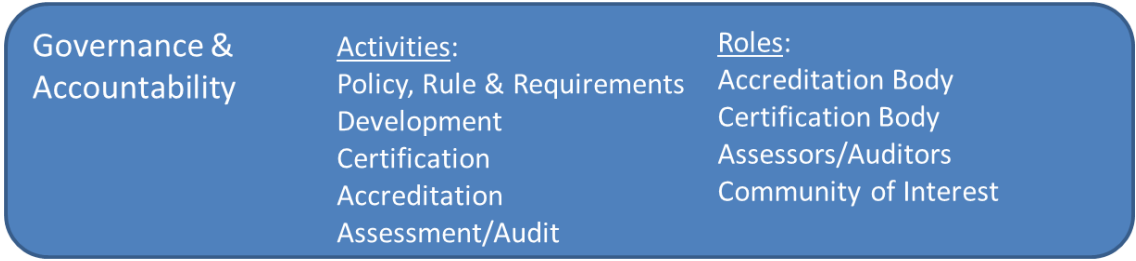 Governance &
Accountability
Activities:
Policy, Rule & Requirements
Development
Certification
Accreditation
Assessment/Audit
Roles:
Accreditation Body
Certification Body
Assessors/Auditors
Community of Interest